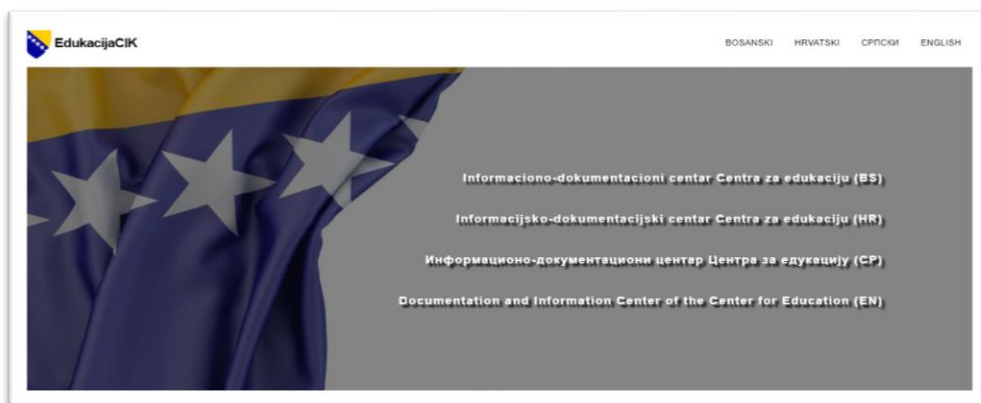 EdukacijaCIK
BOSANSKI HRVATSKI СРПСКИ ENGLISH
Informaciono-dokumentacioni centar Centra za edukaciju (BS)
Informacijsko-dokumentacijski centar Centra za edukaciju (HR)
Информационо-документациони центар Центра за едукацију (СР)
Documentation and Information Center of the Center for Education (EN)